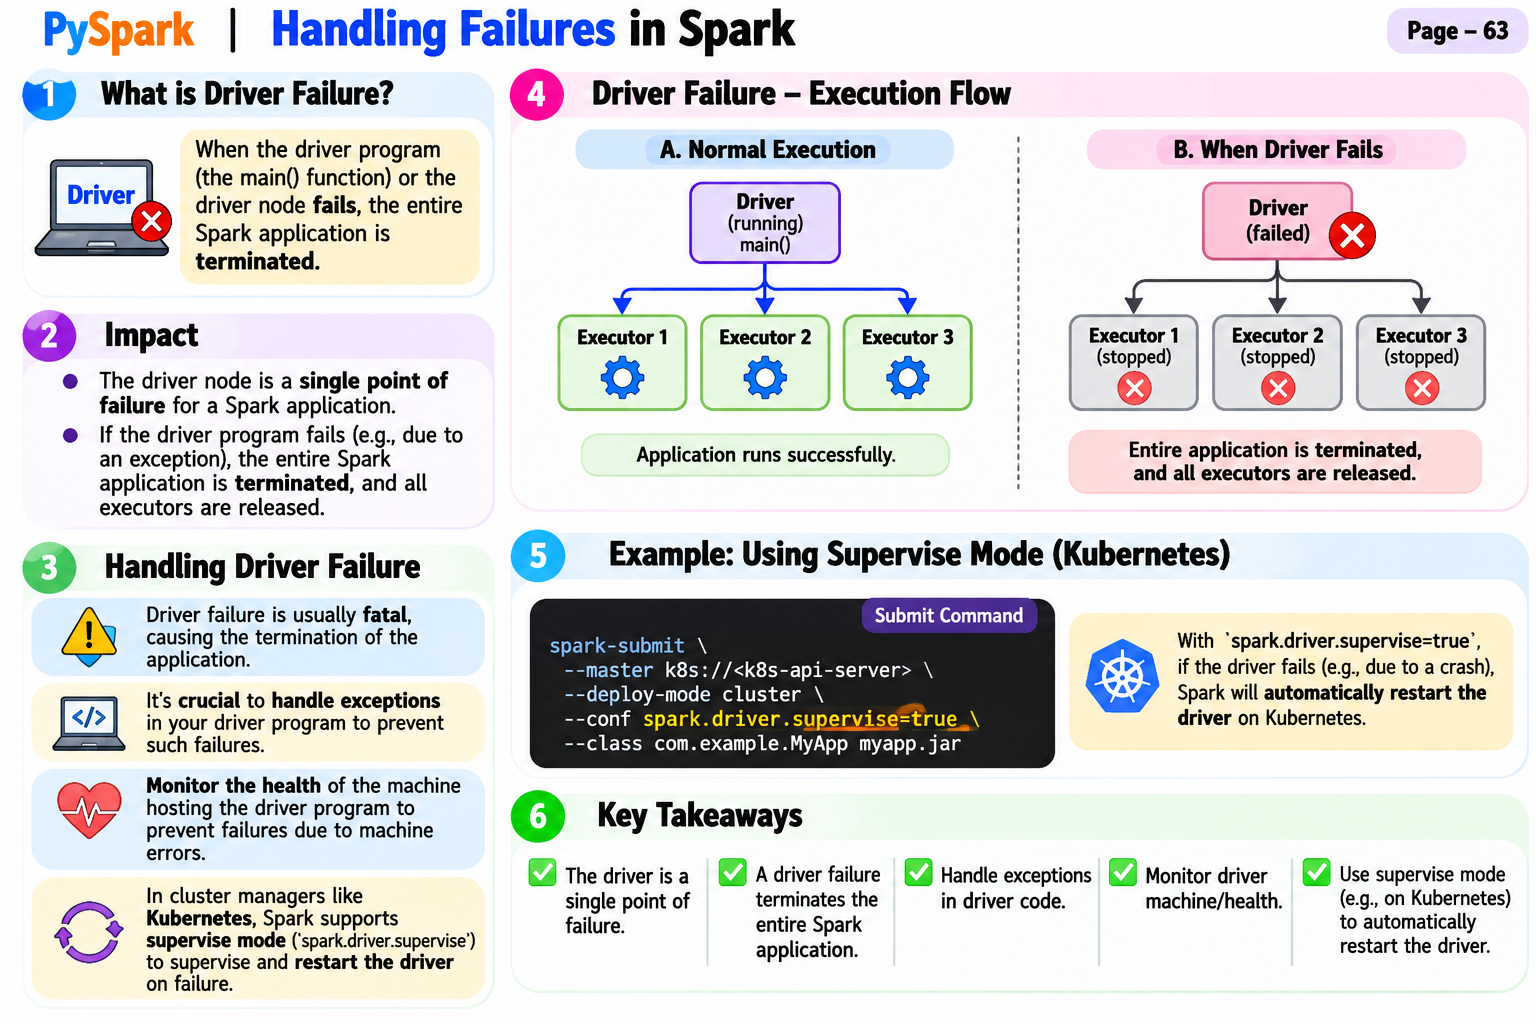 PySpark | Handling Failures in Spark
Page – 63
1 What is Driver Failure?
Driver
When the driver program
(the main() function) or the
driver node fails, the entire
Spark application is
terminated.
2 Impact
The driver node is a single point of
failure for a Spark application.
If the driver program fails (e.g., due to
an exception), the entire Spark
application is terminated, and all
executors are released.
3 Handling Driver Failure
Driver failure is usually fatal,
causing the termination of the
application.
</>
It's crucial to handle exceptions
in your driver program to prevent
such failures.
Monitor the health of the machine
hosting the driver program to
prevent failures due to machine
errors.
In cluster managers like
Kubernetes, Spark supports
supervise mode ('spark.driver.supervise')
to supervise and restart the driver
on failure.
4 Driver Failure – Execution Flow
A. Normal Execution
Driver
(running)
main()
Executor 1
Executor 2
Executor 3
Application runs successfully.
B. When Driver Fails
Driver
(failed)
Executor 1
(stopped)
Executor 2
(stopped)
Executor 3
(stopped)
Entire application is terminated,
and all executors are released.
5 Example: Using Supervise Mode (Kubernetes)
Submit Command
spark-submit \
--master k8s://<k8s-api-server> \
--deploy-mode cluster \
--conf spark.driver.supervise=true \
--class com.example.MyApp myapp.jar
With `spark.driver.supervise=true`,
if the driver fails (e.g., due to a crash),
Spark will automatically restart the
driver on Kubernetes.
6 Key Takeaways
The driver is a
single point of
failure.
A driver failure
terminates the
entire Spark
application.
Handle exceptions
in driver code.
Monitor driver
machine/health.
Use supervise mode
(e.g., on Kubernetes)
to automatically
restart the driver.